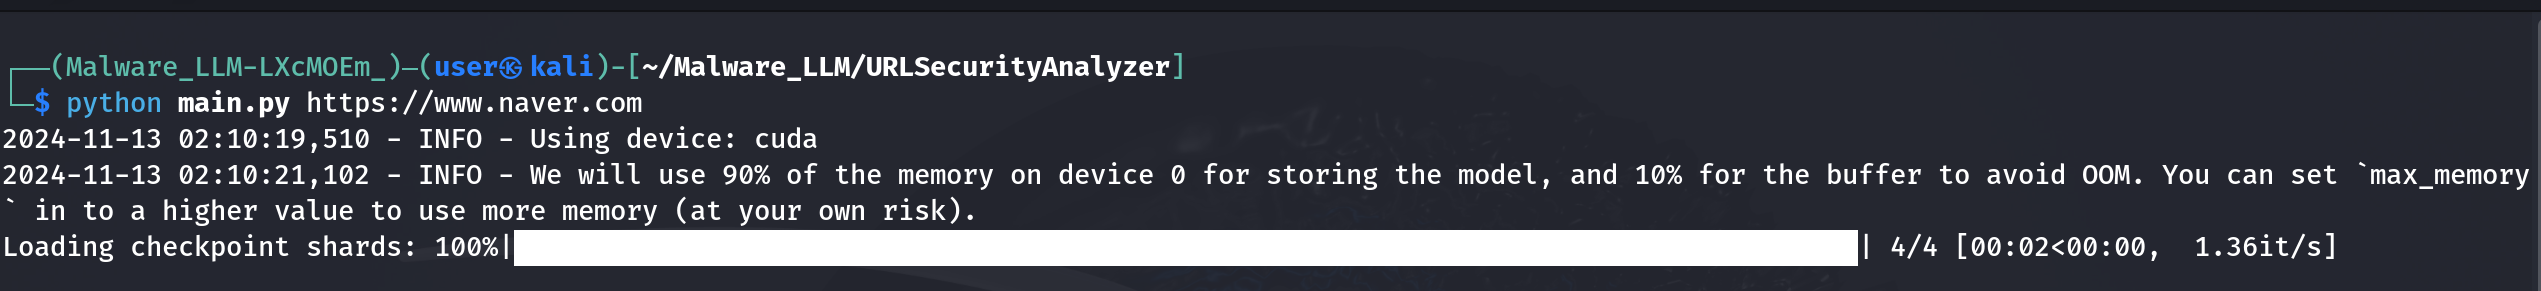 ┌──(Malware_LLM-LXcMOEm_)─(user㉿kali)-[~/Malware_LLM/URLSecurityAnalyzer]
└─$ python main.py https://www.naver.com
2024-11-13 02:10:19,510 - INFO - Using device: cuda
2024-11-13 02:10:21,102 - INFO - We will use 90% of the memory on device 0 for storing the model, and 10% for the buffer to avoid OOM. You can set `max_memory
` in to a higher value to use more memory (at your own risk).
Loading checkpoint shards: 100%|██████████| 4/4 [00:02<00:00,  1.36it/s]